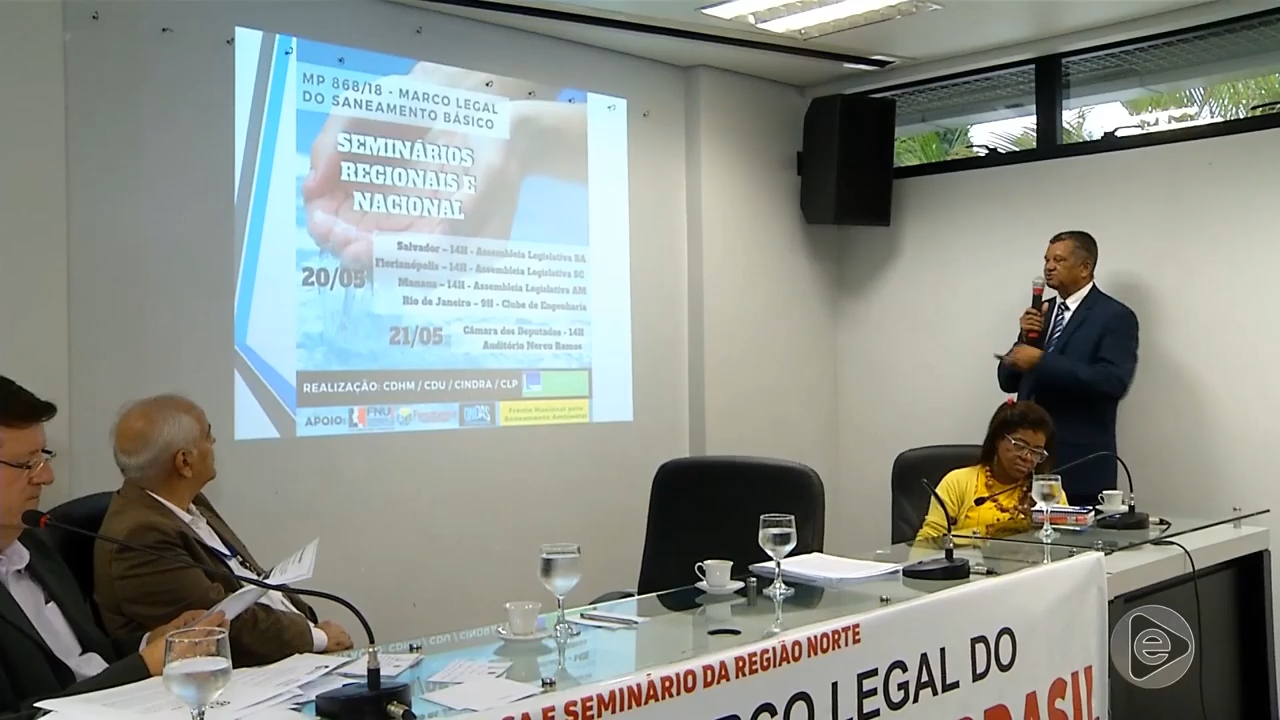 MP 868/18 - MARCO LEGAL
DO SANEAMENTO BÁSICO
SEMINÁRIOS
REGIONAIS E
NACIONAL
20/05
Salvador – 14H - Assembleia Legislativa BA
Florianópolis – 14H - Assembleia Legislativa SC
Manaus – 14H - Assembleia Legislativa AM
Rio de Janeiro – 9H - Clube de Engenharia
21/05
Câmara dos Deputados - 14H
Auditório Nereu Ramos
REALIZAÇÃO: CDHM / CDU / CINDRA / CLP
APOIO:
FNU
ONDAS
Frente Nacional pelo
Saneamento Ambiental
E SEMINÁRIO DA REGIÃO NORTE
LEGAL DO
e